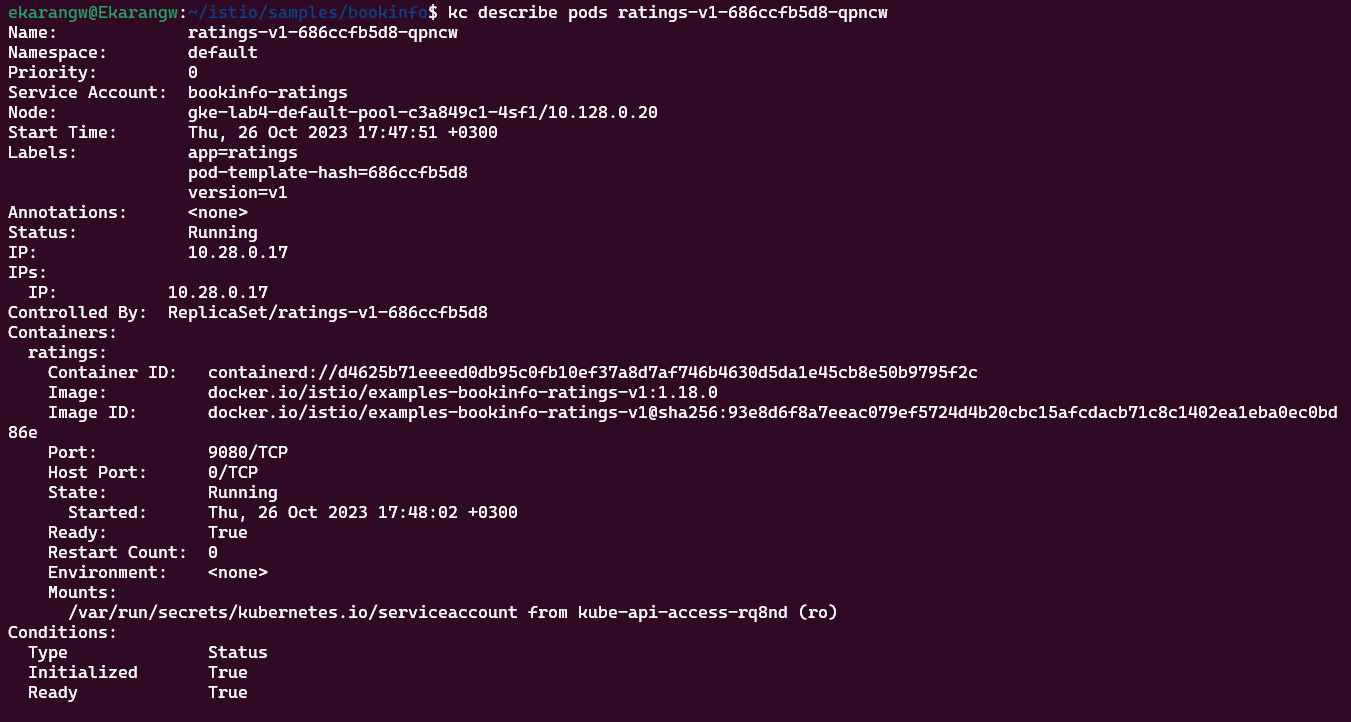 ekarangw@Ekarangw:~/istio/samples/bookinfo$ kc describe pods ratings-v1-686ccfb5d8-qpncw
Name:             ratings-v1-686ccfb5d8-qpncw
Namespace:        default
Priority:         0
Service Account:  bookinfo-ratings
Node:             gke-lab4-default-pool-c3a849c1-4sf1/10.128.0.20
Start Time:       Thu, 26 Oct 2023 17:47:51 +0300
Labels:           app=ratings
                  pod-template-hash=686ccfb5d8
                  version=v1
Annotations:      <none>
Status:           Running
IP:               10.28.0.17
IPs:
  IP:           10.28.0.17
Controlled By:  ReplicaSet/ratings-v1-686ccfb5d8
Containers:
  ratings:
    Container ID:   containerd://d4625b71eeeed0db95c0fb10ef37a8d7af746b4630d5da1e45cb8e50b9795f2c
    Image:          docker.io/istio/examples-bookinfo-ratings-v1:1.18.0
    Image ID:       docker.io/istio/examples-bookinfo-ratings-v1@sha256:93e8d6f8a7eeac079ef5724d4b20cbc15afcdacb71c8c1402ea1eba0ec0bd
86e
    Port:           9080/TCP
    Host Port:      0/TCP
    State:          Running
      Started:      Thu, 26 Oct 2023 17:48:02 +0300
    Ready:          True
    Restart Count:  0
    Environment:    <none>
    Mounts:
      /var/run/secrets/kubernetes.io/serviceaccount from kube-api-access-rq8nd (ro)
Conditions:
  Type              Status
  Initialized       True
  Ready             True